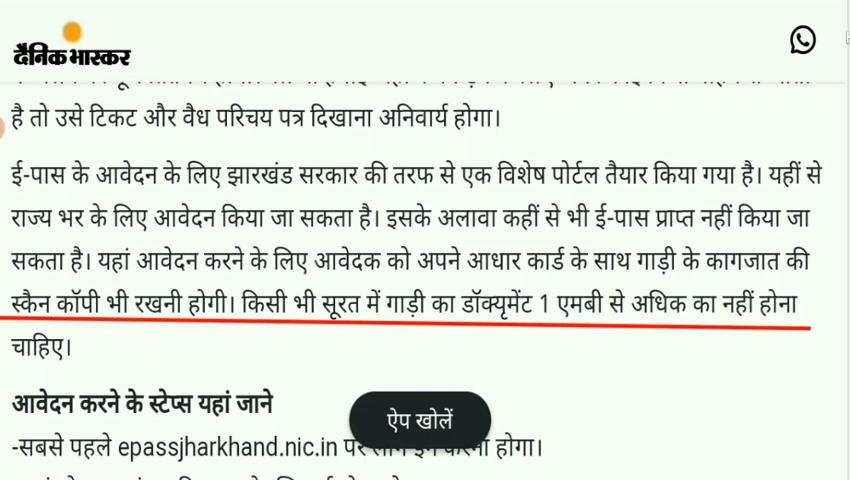 दैनिक भास्कर
है तो उसे टिकट और वैध परिचय पत्र दिखाना अनिवार्य होगा।
ई-पास के आवेदन के लिए झारखंड सरकार की तरफ से एक विशेष पोर्टल तैयार किया गया है। यहीं से
राज्य भर के लिए आवेदन किया जा सकता है। इसके अलावा कहीं से भी ई-पास प्राप्त नहीं किया जा
सकता है। यहां आवेदन करने के लिए आवेदक को अपने आधार कार्ड के साथ गाड़ी के कागजात की
स्कैन कॉपी भी रखनी होगी। किसी भी सूरत में गाड़ी का डॉक्यूमेंट 1 एमबी से अधिक का नहीं होना
चाहिए।
आवेदन करने के स्टेप्स यहां जाने
ऐप खोलें
-सबसे पहले epassjharkhand.nic.in पर होगा।